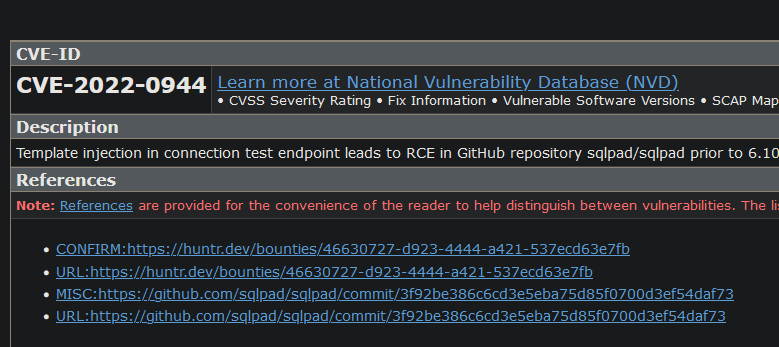 CVE-ID
CVE-2022-0944 Learn more at National Vulnerability Database (NVD)
• CVSS Severity Rating • Fix Information • Vulnerable Software Versions • SCAP Map
Description
Template injection in connection test endpoint leads to RCE in GitHub repository sqlpad/sqlpad prior to 6.10
References
Note: References are provided for the convenience of the reader to help distinguish between vulnerabilities. The li
• CONFIRM:https://huntr.dev/bounties/46630727-d923-4444-a421-537ecd63e7fb
• URL:https://huntr.dev/bounties/46630727-d923-4444-a421-537ecd63e7fb
• MISC:https://github.com/sqlpad/sqlpad/commit/3f92be386c6cd3e5eba75d85f0700d3ef54daf73
• URL:https://github.com/sqlpad/sqlpad/commit/3f92be386c6cd3e5eba75d85f0700d3ef54daf73